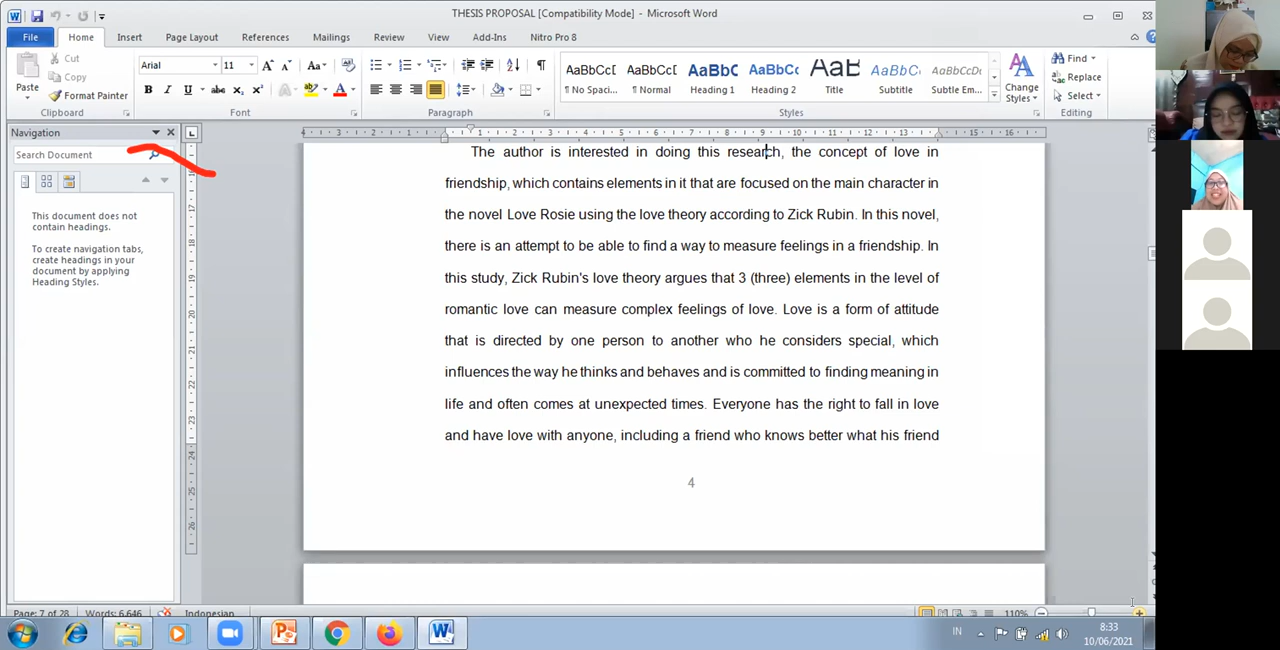 THESIS PROPOSAL [Compatibility Mode] - Microsoft Word
File Home Insert Page Layout References Mailings Review View Add-Ins Nitro Pro 8
Paste
Cut
Copy
Format Painter
Clipboard
Arial 11
Font
Paragraph
AaBbCcI AaBbCcI AaBbC AaBbCc AaB AaBbCcI AaBbCcDc
¶ No Spaci... ¶ Normal Heading 1 Heading 2 Title Subtitle Subtle Em...
Styles
Change Styles
Find
Replace
Select
Editing
Navigation
Search Document
This document does not
contain headings.
To create navigation tabs,
create headings in your
document by applying
Heading Styles.
The author is interested in doing this research, the concept of love in
friendship, which contains elements in it that are focused on the main character in
the novel Love Rosie using the love theory according to Zick Rubin. In this novel,
there is an attempt to be able to find a way to measure feelings in a friendship. In
this study, Zick Rubin's love theory argues that 3 (three) elements in the level of
romantic love can measure complex feelings of love. Love is a form of attitude
that is directed by one person to another who he considers special, which
influences the way he thinks and behaves and is committed to finding meaning in
life and often comes at unexpected times. Everyone has the right to fall in love
and have love with anyone, including a friend who knows better what his friend
4
Page: 7 of 28 Words: 6.646 Indonesian 110%
IN 8:33
10/06/2021